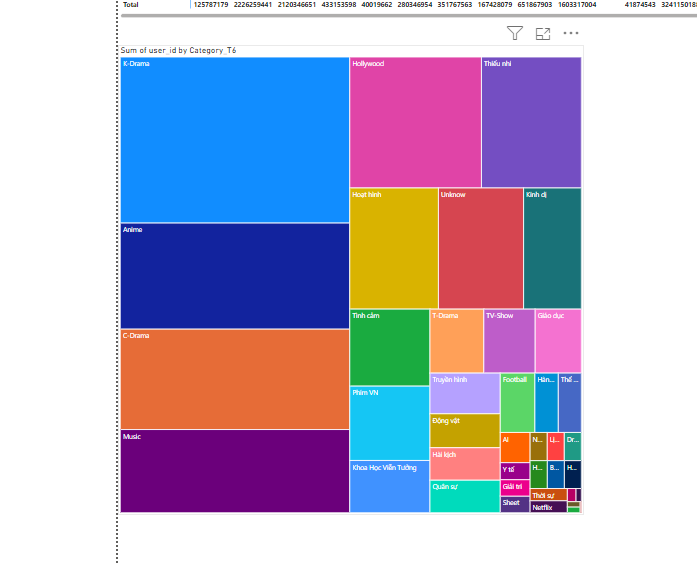 Total 125787179 2226259441 2120346651 433153598 40019662 280346954 351767563 167428079 651867903 1603317004 41874543
Sum of user_id by Category_T6
K-Drama
Hollywood
Thiếu nhi
Hoạt hình
Unknow
Kinh dị
Anime
Tình cảm
T-Drama
TV-Show
Giáo dục
C-Drama
Truyền hình
Football
Hàn...
Thể ...
Phim VN
Động vật
Music
AI
N...
Lị...
Dr...
Hài kịch
Khoa Học Viễn Tưởng
Y tế
H...
B...
H...
Quân sự
Giải trí
Thời sự
Sheet
Netflix